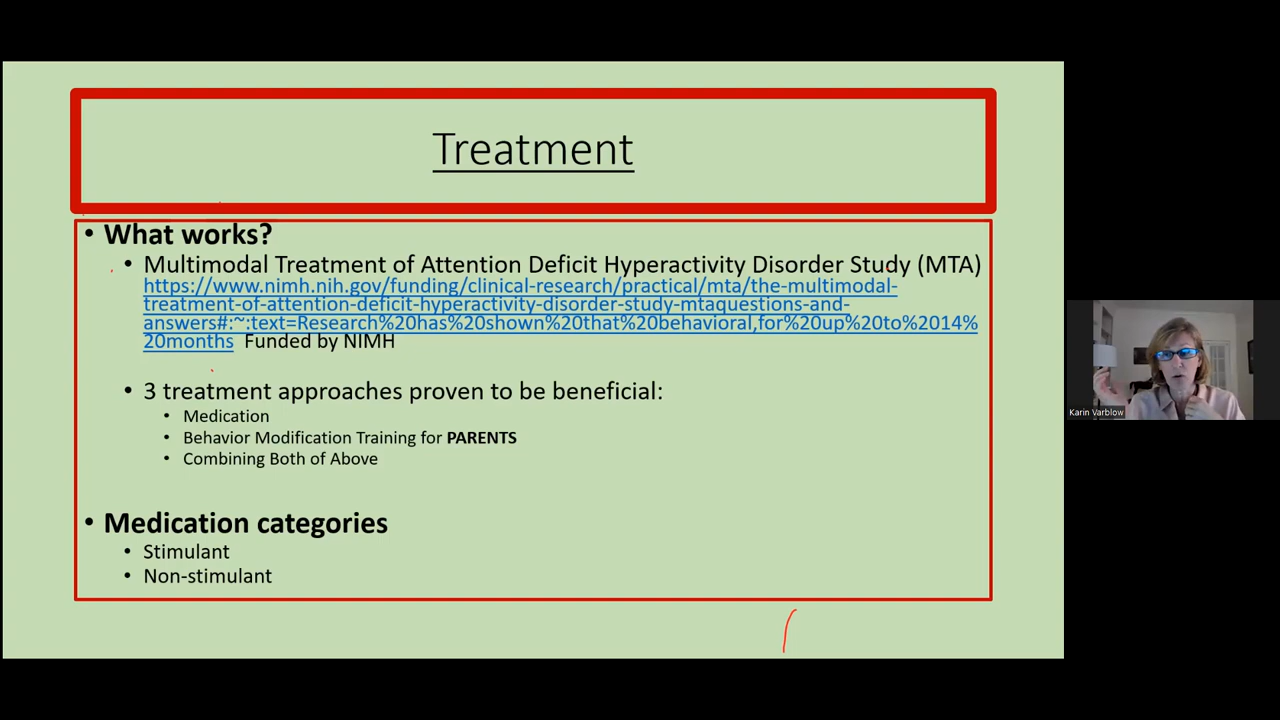 Treatment
• What works?
• Multimodal Treatment of Attention Deficit Hyperactivity Disorder Study (MTA)
https://www.nimh.nih.gov/funding/clinical-research/practical/mta/the-multimodal-
treatment-of-attention-deficit-hyperactivity-disorder-study-mtaquestions-and-
answers#:~:text=Research%20has%20shown%20that%20behavioral,for%20up%20to%2014%
20months Funded by NIMH
• 3 treatment approaches proven to be beneficial:
• Medication
• Behavior Modification Training for PARENTS
• Combining Both of Above
• Medication categories
• Stimulant
• Non-stimulant
Karin Varblow